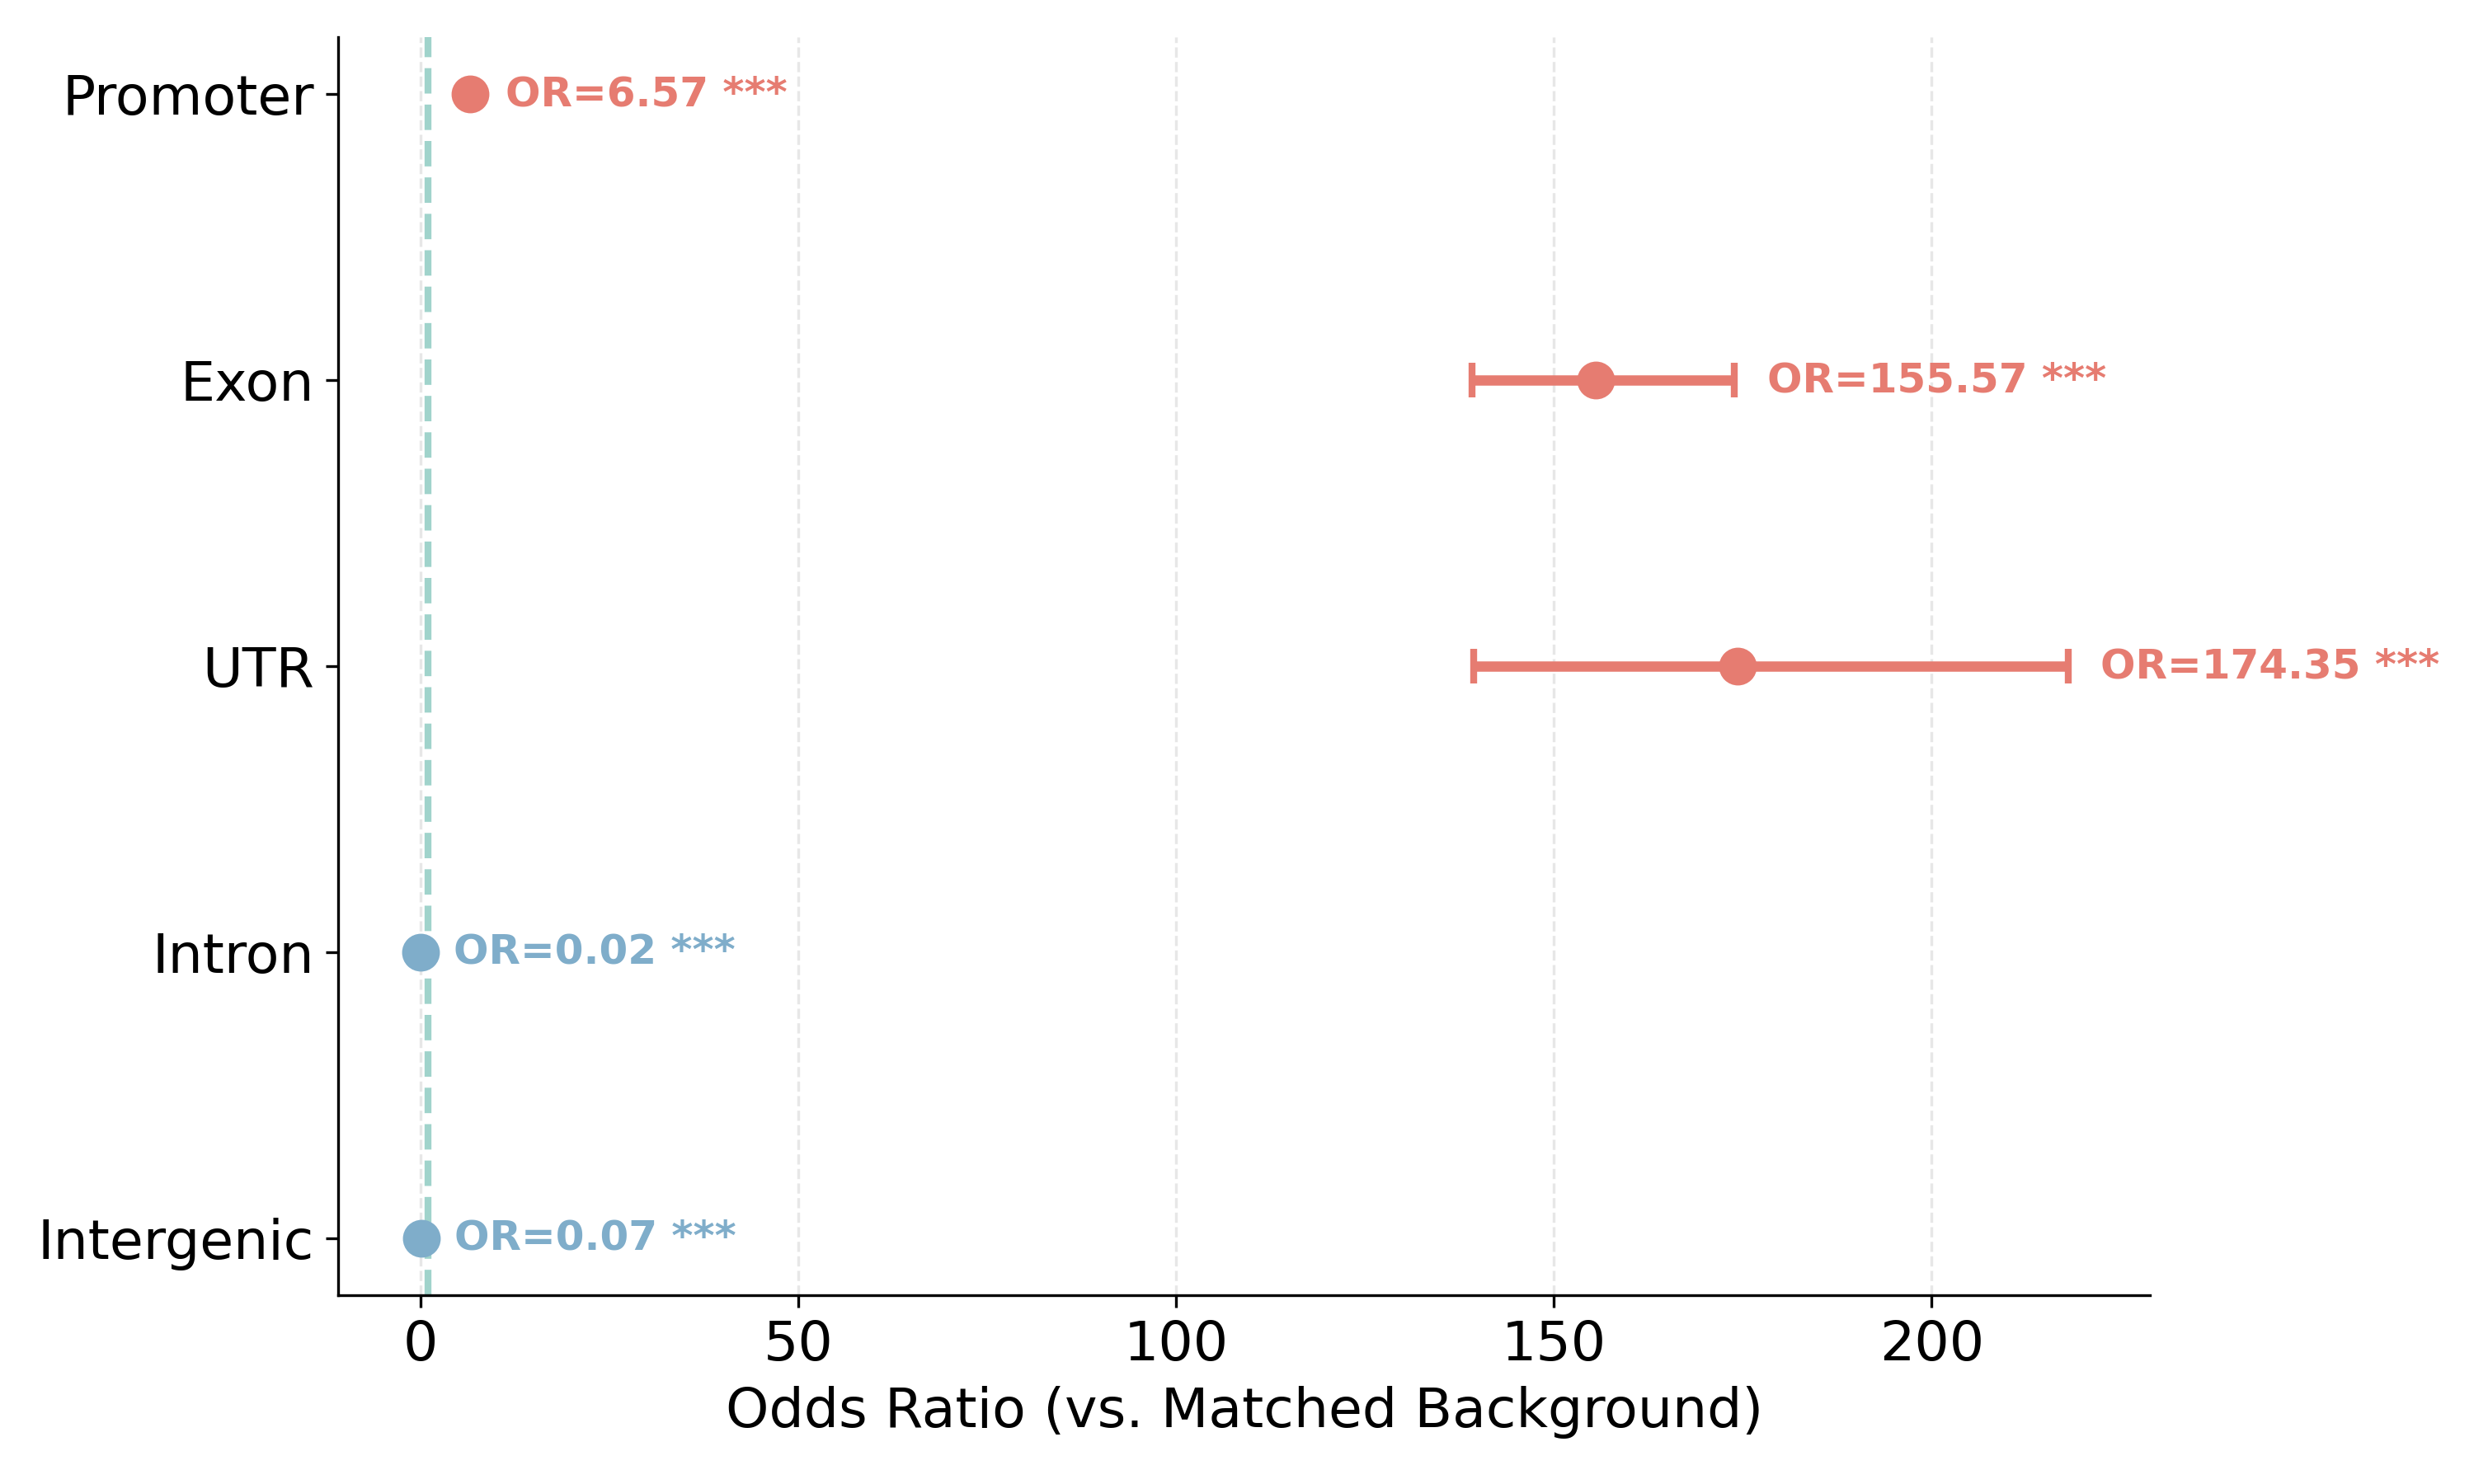 Promoter OR=6.57 ***
Exon OR=155.57 ***
UTR OR=174.35 ***
Intron OR=0.02 ***
Intergenic OR=0.07 ***
0 50 100 150 200
Odds Ratio (vs. Matched Background)